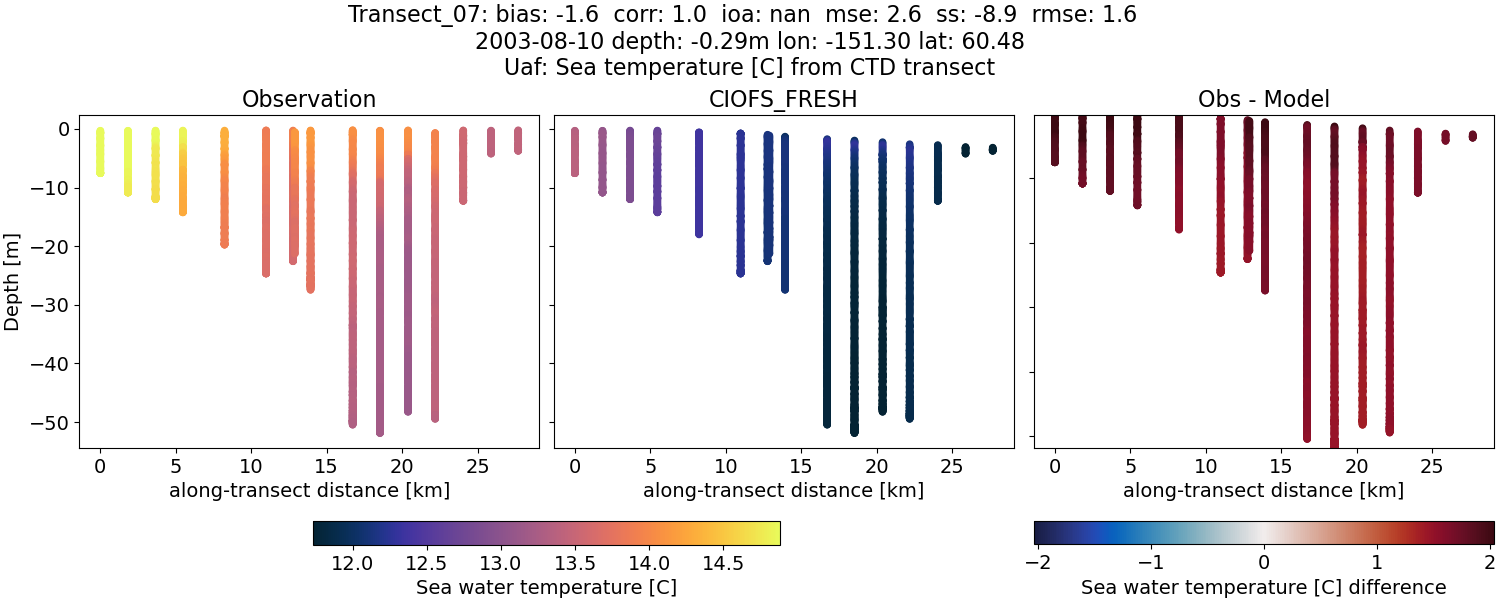 Transect_07: bias: -1.6  corr: 1.0  ioa: nan  mse: 2.6  ss: -8.9  rmse: 1.6
2003-08-10 depth: -0.29m lon: -151.30 lat: 60.48
Uaf: Sea temperature [C] from CTD transect
Observation
CIOFS_FRESH
Obs - Model
Depth [m]
0
−10
−20
−30
−40
−50
0 5 10 15 20 25
0 5 10 15 20 25
0 5 10 15 20 25
along-transect distance [km]
along-transect distance [km]
along-transect distance [km]
12.0 12.5 13.0 13.5 14.0 14.5
Sea water temperature [C]
−2 −1 0 1 2
Sea water temperature [C] difference